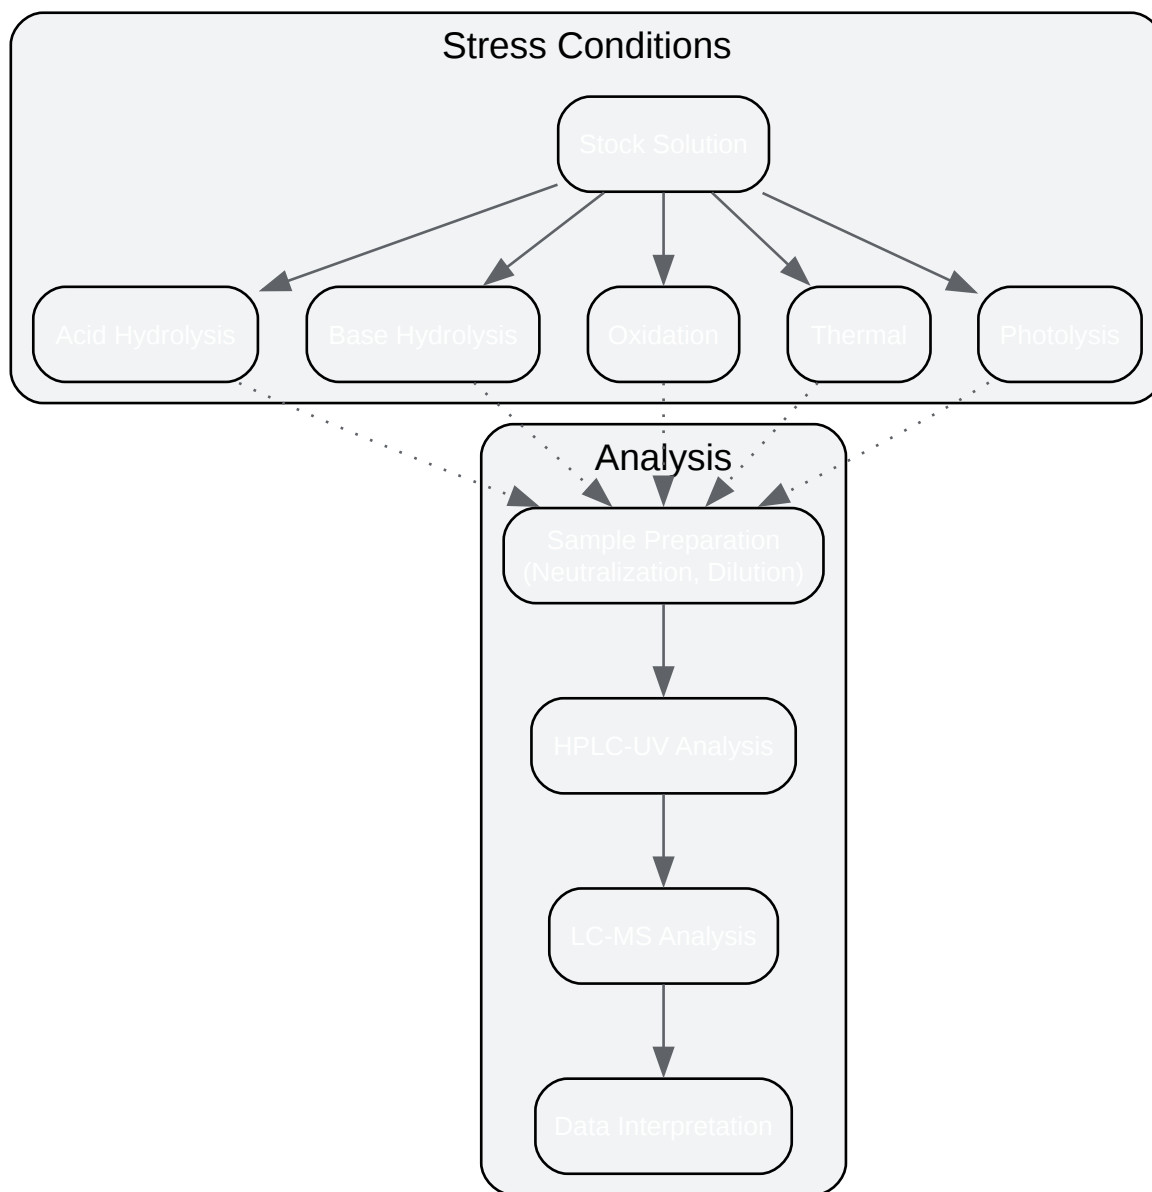 Stress Conditions
Stock Solution
Acid Hydrolysis
Base Hydrolysis
Oxidation
Thermal
Photolysis
Analysis
Sample Preparation
(Neutralization, Dilution)
HPLC-UV Analysis
LC-MS Analysis
Data Interpretation